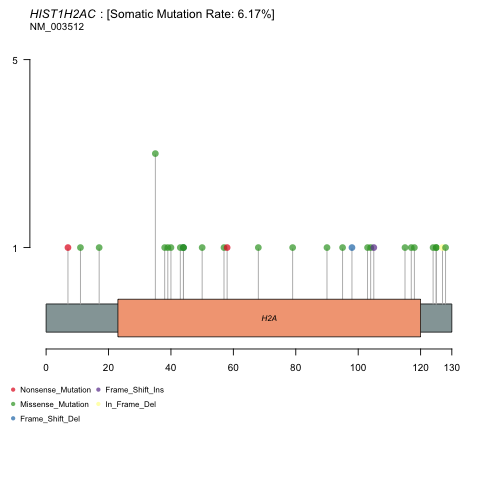 HIST1H2AC : [Somatic Mutation Rate: 6.17%]
NM_003512
5
1
H2A
0 20 40 60 80 100 120 130
Nonsense_Mutation Frame_Shift_Ins
Missense_Mutation In_Frame_Del
Frame_Shift_Del